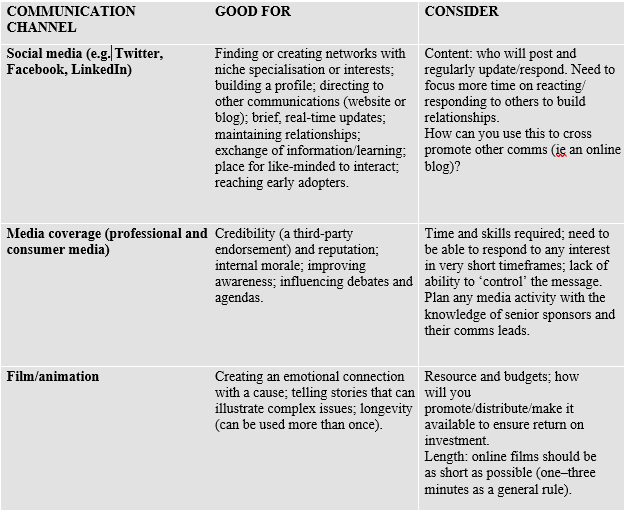 COMMUNICATION CHANNEL
GOOD FOR
CONSIDER
Social media (e.g. Twitter,
Facebook, LinkedIn)
Finding or creating networks with
niche specialisation or interests;
building a profile; directing to
other communications (website or
blog); brief, real-time updates;
maintaining relationships;
exchange of information/learning;
place for like-minded to interact;
reaching early adopters.
Content: who will post and
regularly update/respond. Need to
focus more time on reacting/
responding to others to build
relationships.
How can you use this to cross
promote other comms (ie an online
blog)?
Media coverage (professional and
consumer media)
Credibility (a third-party
endorsement) and reputation;
internal morale; improving
awareness; influencing debates and
agendas.
Time and skills required; need to
be able to respond to any interest
in very short timeframes; lack of
ability to ‘control’ the message.
Plan any media activity with the
knowledge of senior sponsors and
their comms leads.
Film/animation
Creating an emotional connection
with a cause; telling stories that can
illustrate complex issues; longevity
(can be used more than once).
Resource and budgets; how
will you
promote/distribute/make it
available to ensure return on
investment.
Length: online films should be
as short as possible (one–three
minutes as a general rule).